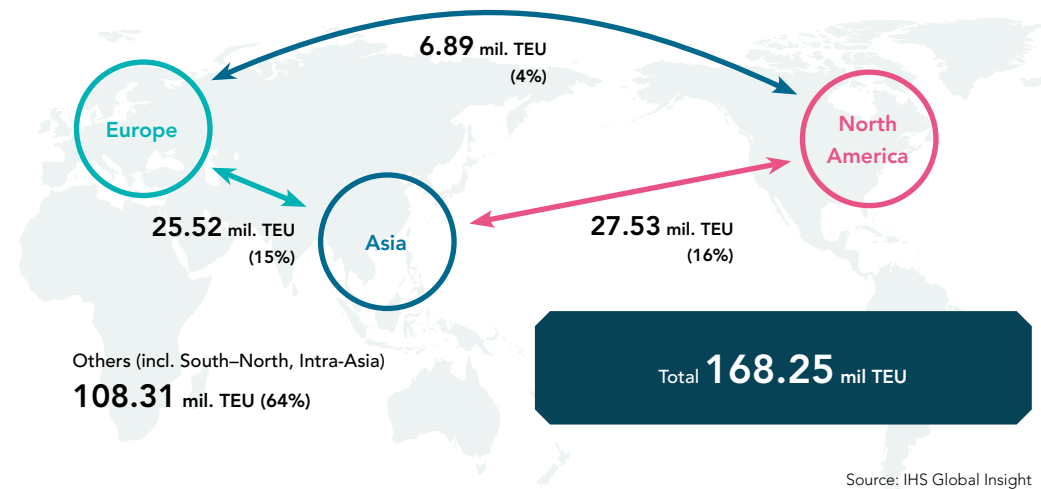 6.89 mil. TEU
(4%)
Europe
North
America
25.52 mil. TEU
(15%)
Asia
27.53 mil. TEU
(16%)
Others (incl. South–North, Intra-Asia)
108.31 mil. TEU (64%)
Total 168.25 mil TEU
Source: IHS Global Insight